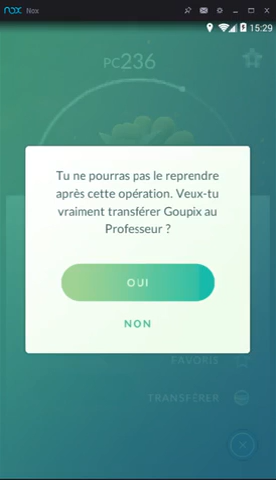 nox Nox
15:29
PC236
Tu ne pourras pas le reprendre
après cette opération. Veux-tu
vraiment transférer Goupix au
Professeur ?
OUI
NON
FAVORIS
TRANSFÉRER